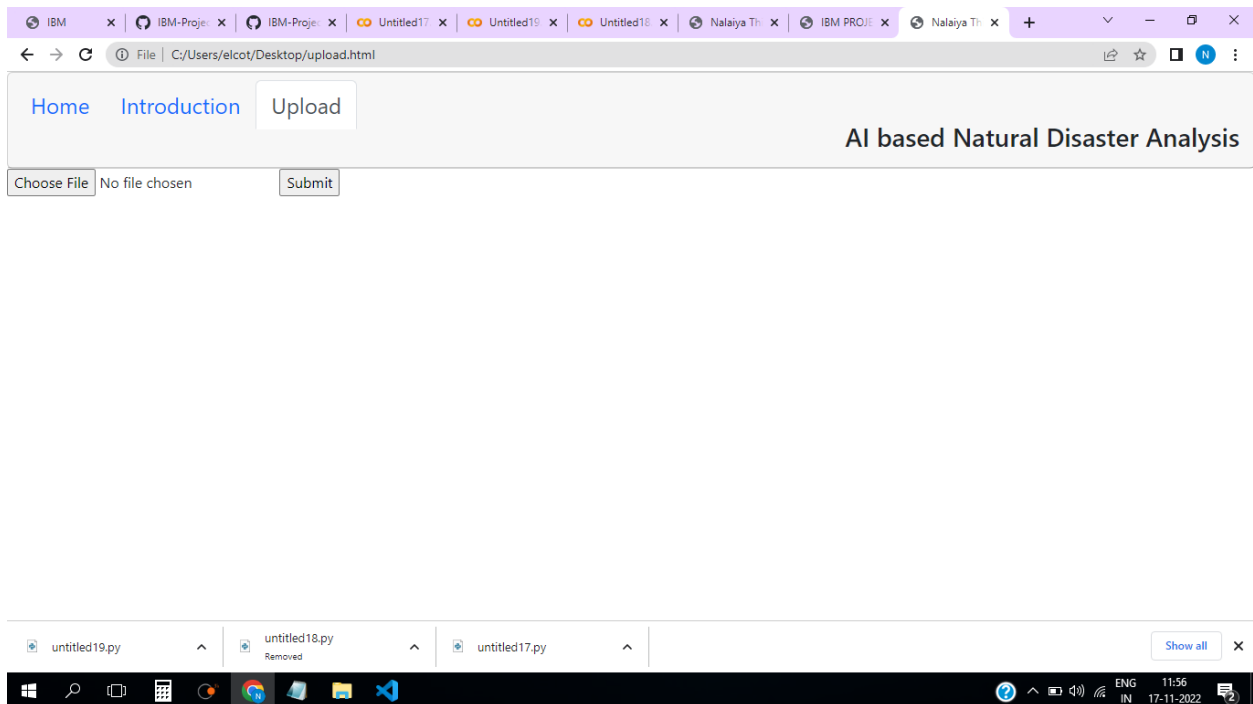 IBM
IBM-Projec
IBM-Projec
Untitled17.
Untitled19.
Untitled18.
Nalaiya Th
IBM PROJE
Nalaiya Th
File
C:/Users/elcot/Desktop/upload.html
N
Home Introduction Upload
AI based Natural Disaster Analysis
Choose File No file chosen Submit
untitled19.py
untitled18.py
Removed
untitled17.py
Show all
ENG
IN
11:56
17-11-2022
2